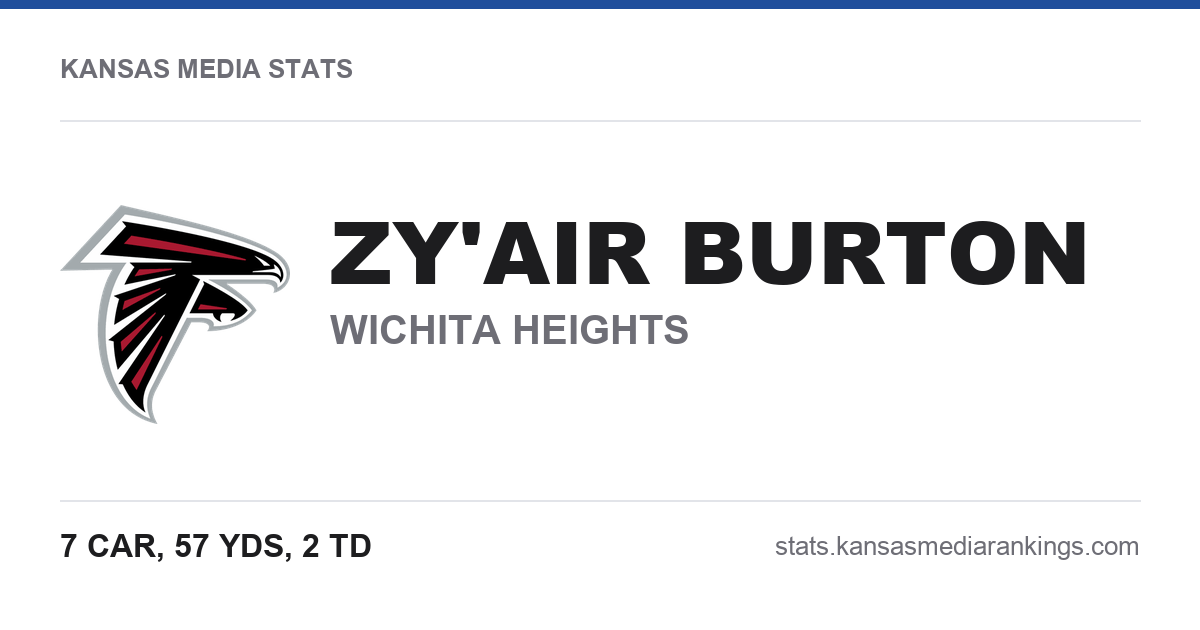 KANSAS MEDIA STATS
ZY'AIR BURTON
WICHITA HEIGHTS
7 CAR, 57 YDS, 2 TD
stats.kansasmediarankings.com